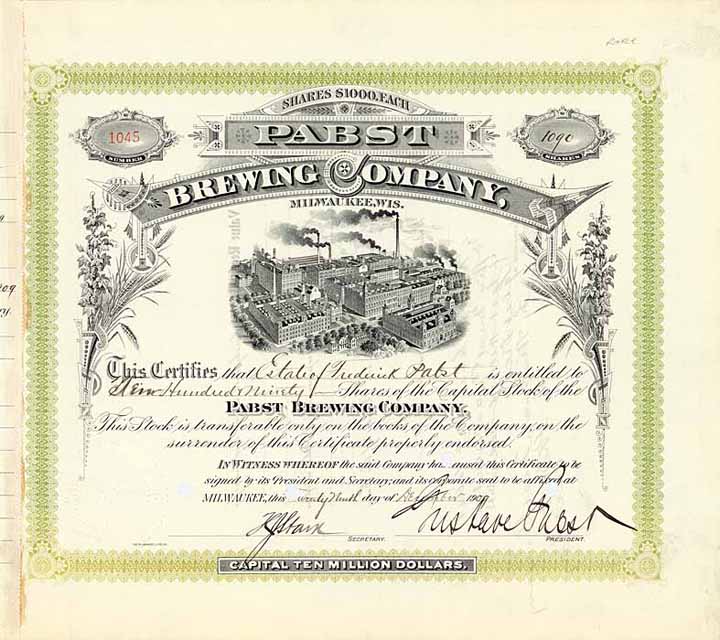 SHARES $1000. EACH
PABST
1045
NUMBER
1090
SHARES
BREWING COMPANY,
MILWAUKEE, WIS.
This Certifies that Estate of Frederick Pabst is entitled to
Ten Hundred & Ninety Shares of the Capital Stock of the
PABST BREWING COMPANY.
This Stock is transferable only on the books of the Company on the
surrender of this Certificate properly endorsed.
IN WITNESS WHEREOF the said Company has caused this Certificate to be
signed by its President and Secretary, and its corporate seal to be affixed at
MILWAUKEE, this day of 190
Gustave Pabst
SECRETARY.
PRESIDENT.
CAPITAL TEN MILLION DOLLARS.